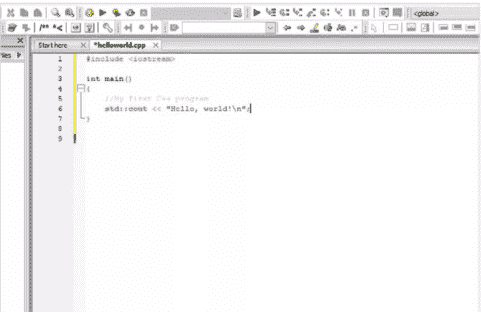 <global>
Start here *helloworld.cpp
1 #include <iostream>
2
3 int main()
4 {
5 //My first C++ program
6 std::cout << "Hello, world!\n";
7 }
8
9